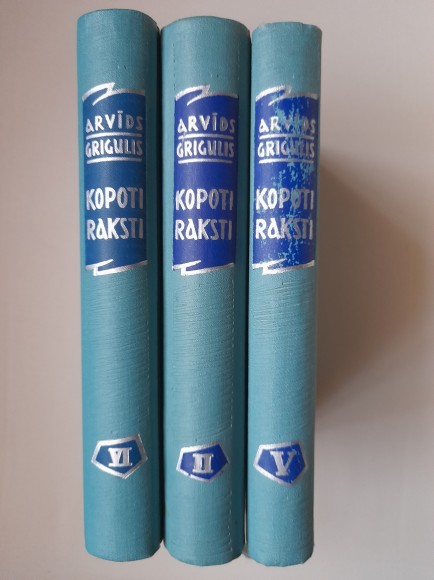 ARVĪDS
GRIGULIS
KOPOTI
RAKSTI
VI
ARVĪDS
GRIGULIS
KOPOTI
RAKSTI
II
ARVĪDS
GRIGULIS
KOPOTI
RAKSTI
V